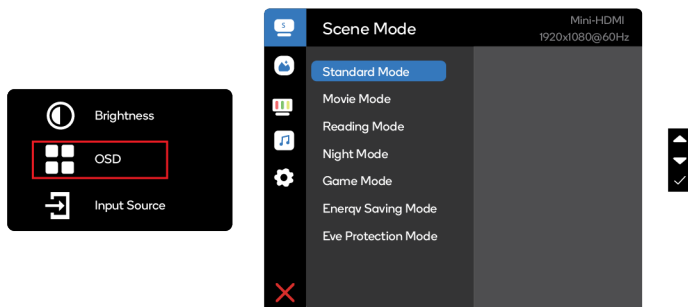 Brightness
OSD
Input Source
S
Scene Mode
Mini-HDMI
1920x1080@60Hz
Standard Mode
Movie Mode
Reading Mode
Night Mode
Game Mode
Energv Saving Mode
Eve Protection Mode